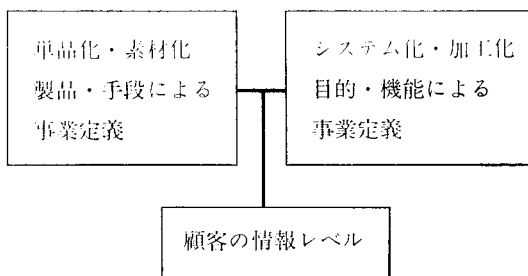 単品化・素材化
製品・手段による
事業定義
システム化・加工化
目的・機能による
事業定義
顧客の情報レベル